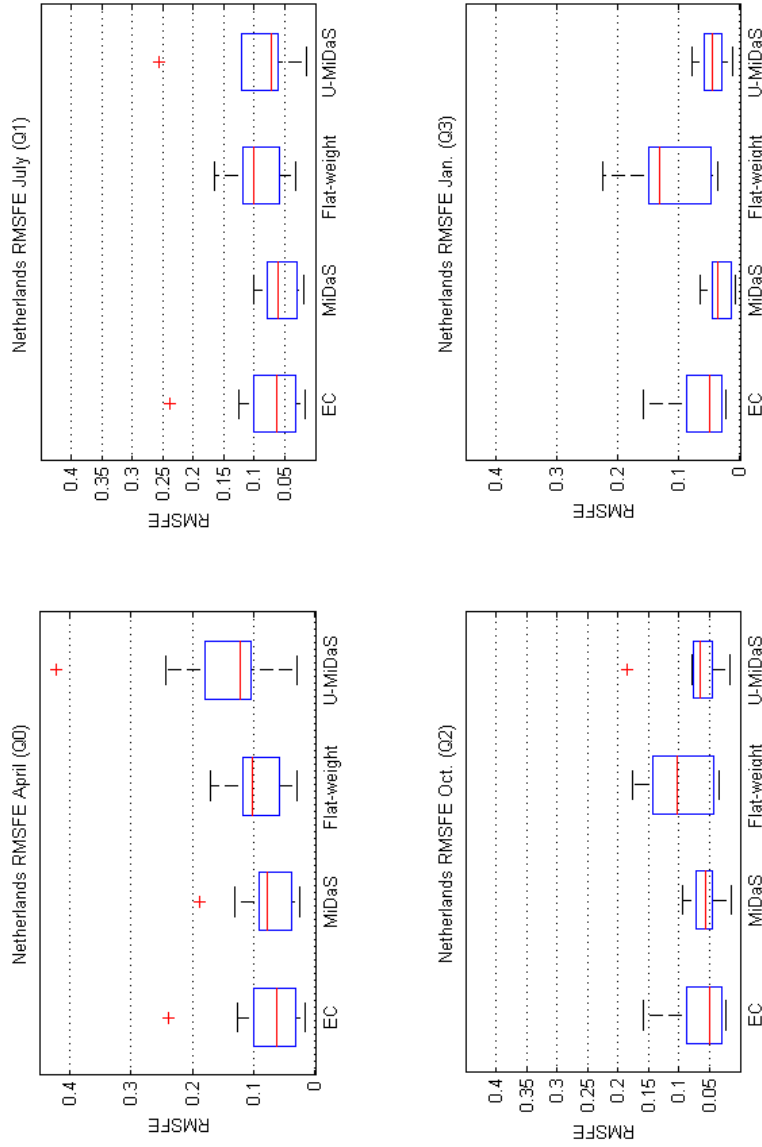 Netherlands RMSFE April (Q0)
RMSFE
0.4
0.3
0.2
0.1
0
EC MiDaS Flat-weight U-MiDaS
Netherlands RMSFE July (Q1)
RMSFE
0.4
0.35
0.3
0.25
0.2
0.15
0.1
0.05
EC MiDaS Flat-weight U-MiDaS
Netherlands RMSFE Oct. (Q2)
RMSFE
0.4
0.35
0.3
0.25
0.2
0.15
0.1
0.05
EC MiDaS Flat-weight U-MiDaS
Netherlands RMSFE Jan. (Q3)
RMSFE
0.4
0.3
0.2
0.1
0
EC MiDaS Flat-weight U-MiDaS